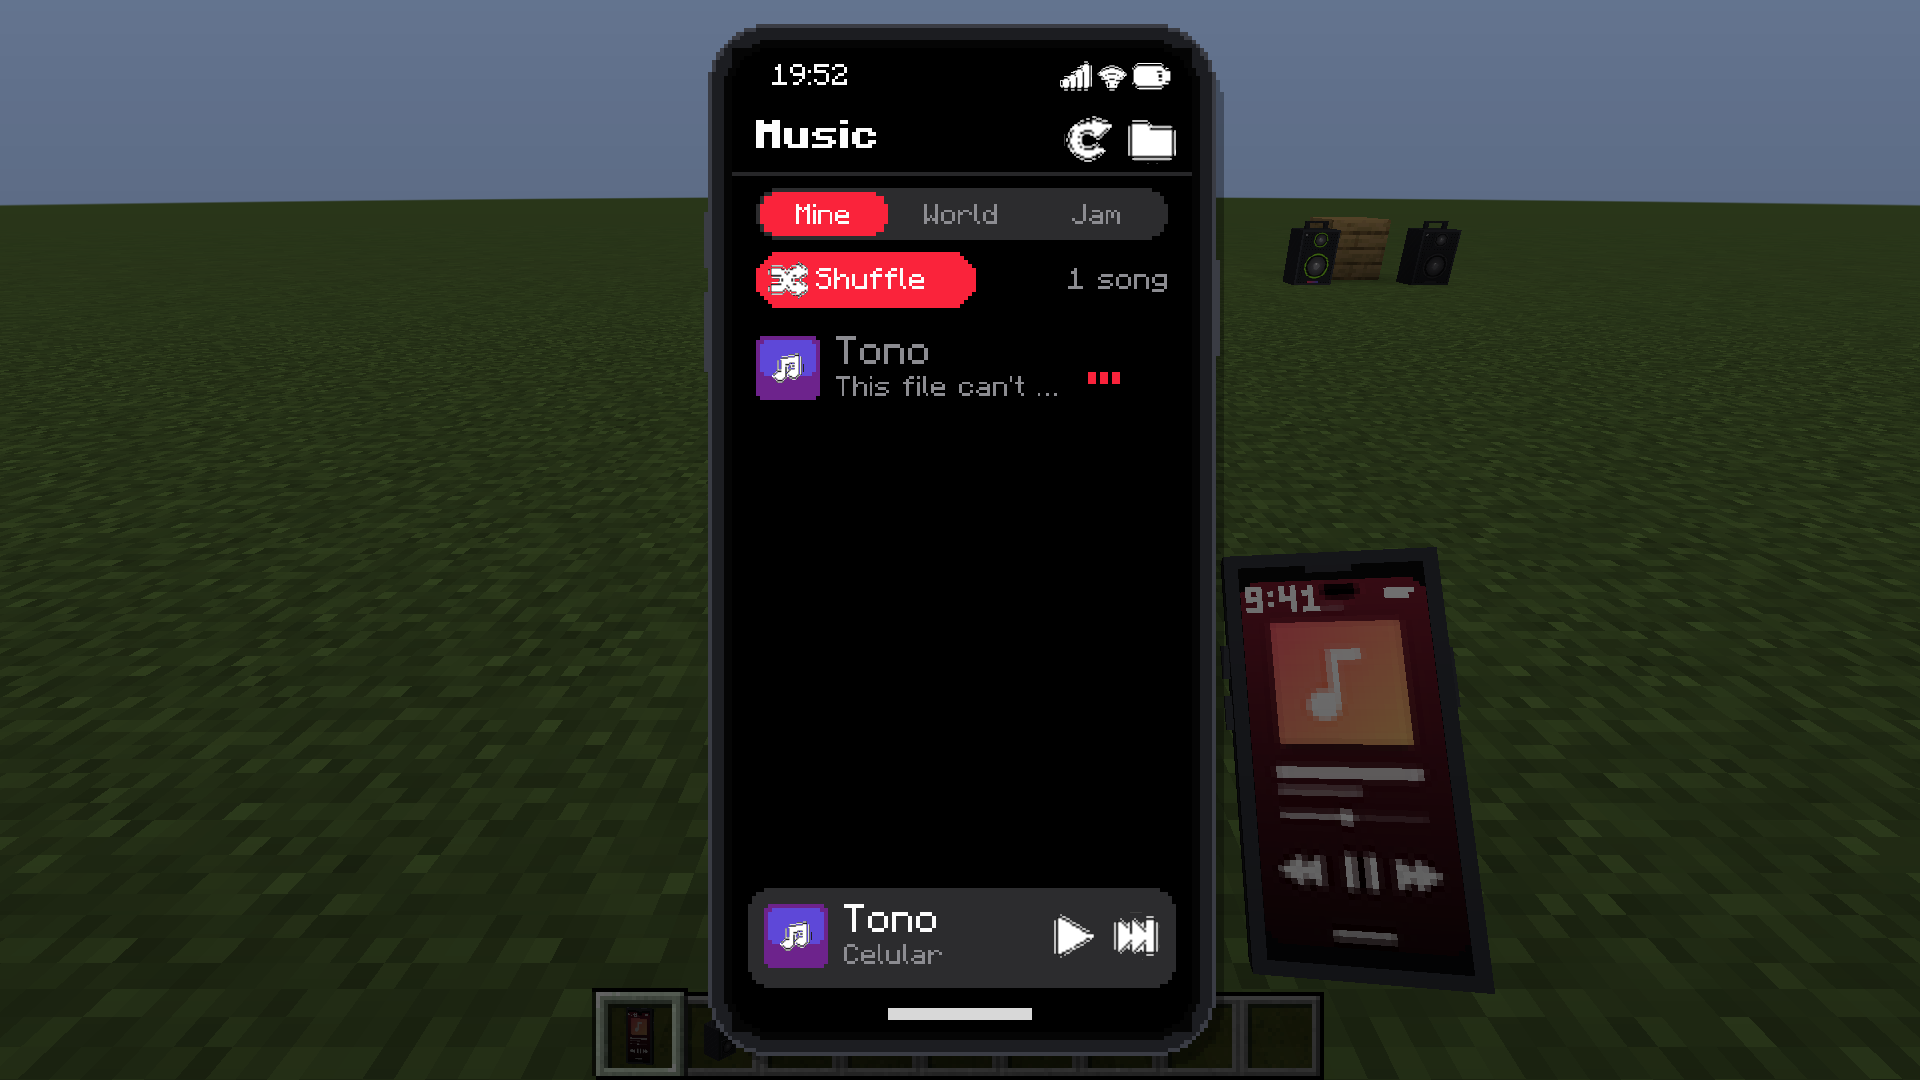 19:52
Music
Mine World Jam
Shuffle 1 song
Tono
This file can't ...
Tono
Celular
9:41